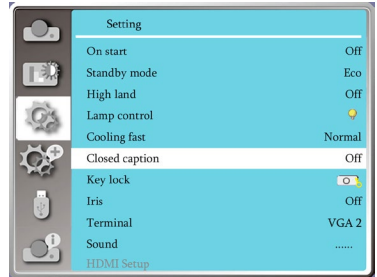 Setting
On start Off
Standby mode Eco
High land Off
Lamp control
Cooling fast Normal
Closed caption Off
Key lock
Iris Off
Terminal VGA 2
Sound ......
HDMI Setup